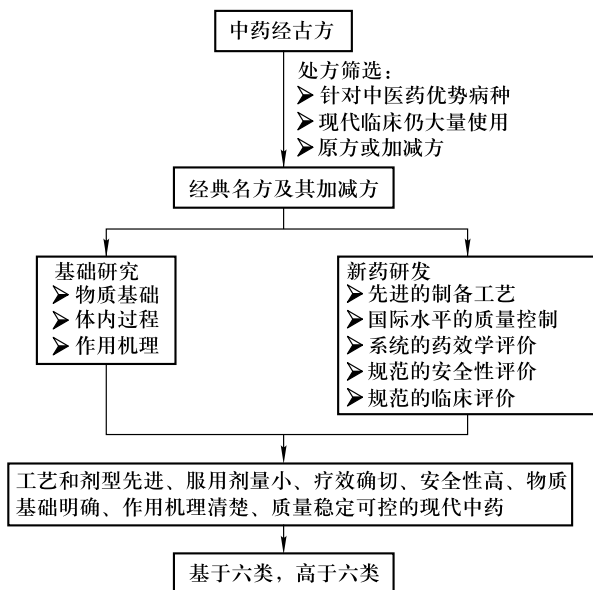 中药经古方
处方筛选：
➢ 针对中医药优势病种
➢ 现代临床仍大量使用
➢ 原方或加减方
经典名方及其加减方
基础研究
➢ 物质基础
➢ 体内过程
➢ 作用机理
新药研发
➢ 先进的制备工艺
➢ 国际水平的质量控制
➢ 系统的药效学评价
➢ 规范的安全性评价
➢ 规范的临床评价
工艺和剂型先进、服用剂量小、疗效确切、安全性高、物质
基础明确、作用机理清楚、质量稳定可控的现代中药
基于六类，高于六类